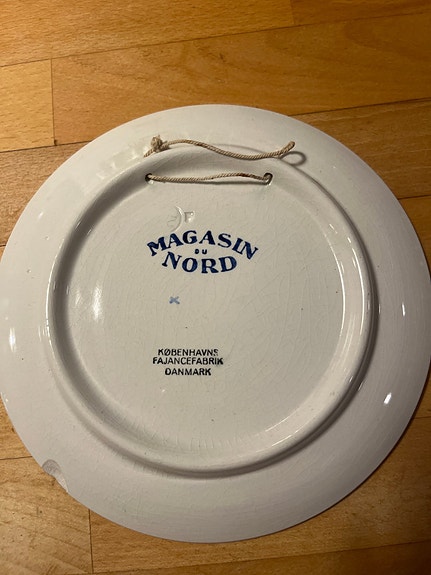 MAGASIN
DU
NORD
KØBENHAVNS
FAJANCEFABRIK
DANMARK